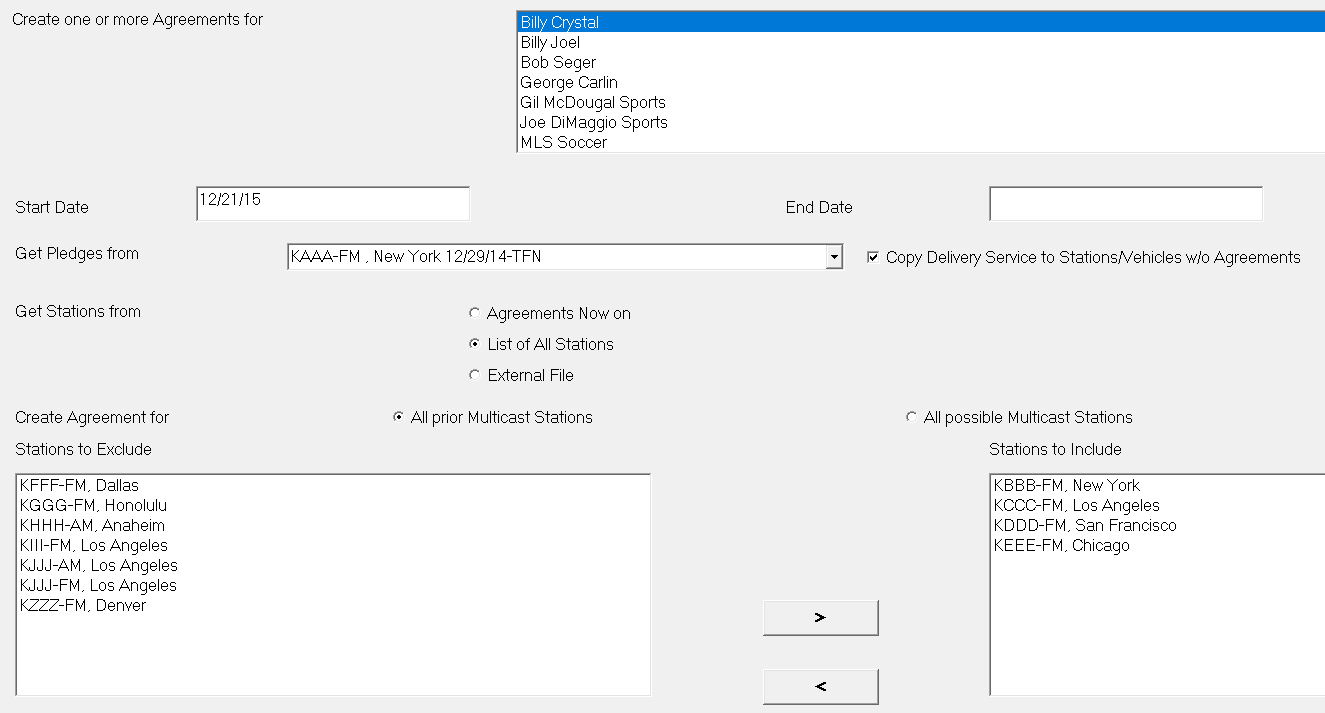 Create one or more Agreements for
Billy Crystal
Billy Joel
Bob Seger
George Carlin
Gil McDougal Sports
Joe DiMaggio Sports
MLS Soccer
Start Date
12/21/15
End Date
Get Pledges from
KAAA-FM , New York 12/29/14-TFN
Copy Delivery Service to Stations/Vehicles w/o Agreements
Get Stations from
Agreements Now on
List of All Stations
External File
Create Agreement for
All prior Multicast Stations
All possible Multicast Stations
Stations to Exclude
KFFF-FM, Dallas
KGGG-FM, Honolulu
KHHH-AM, Anaheim
KIII-FM, Los Angeles
KJJJ-AM, Los Angeles
KJJJ-FM, Los Angeles
KZZZ-FM, Denver
>
<
Stations to Include
KBBB-FM, New York
KCCC-FM, Los Angeles
KDDD-FM, San Francisco
KEEE-FM, Chicago